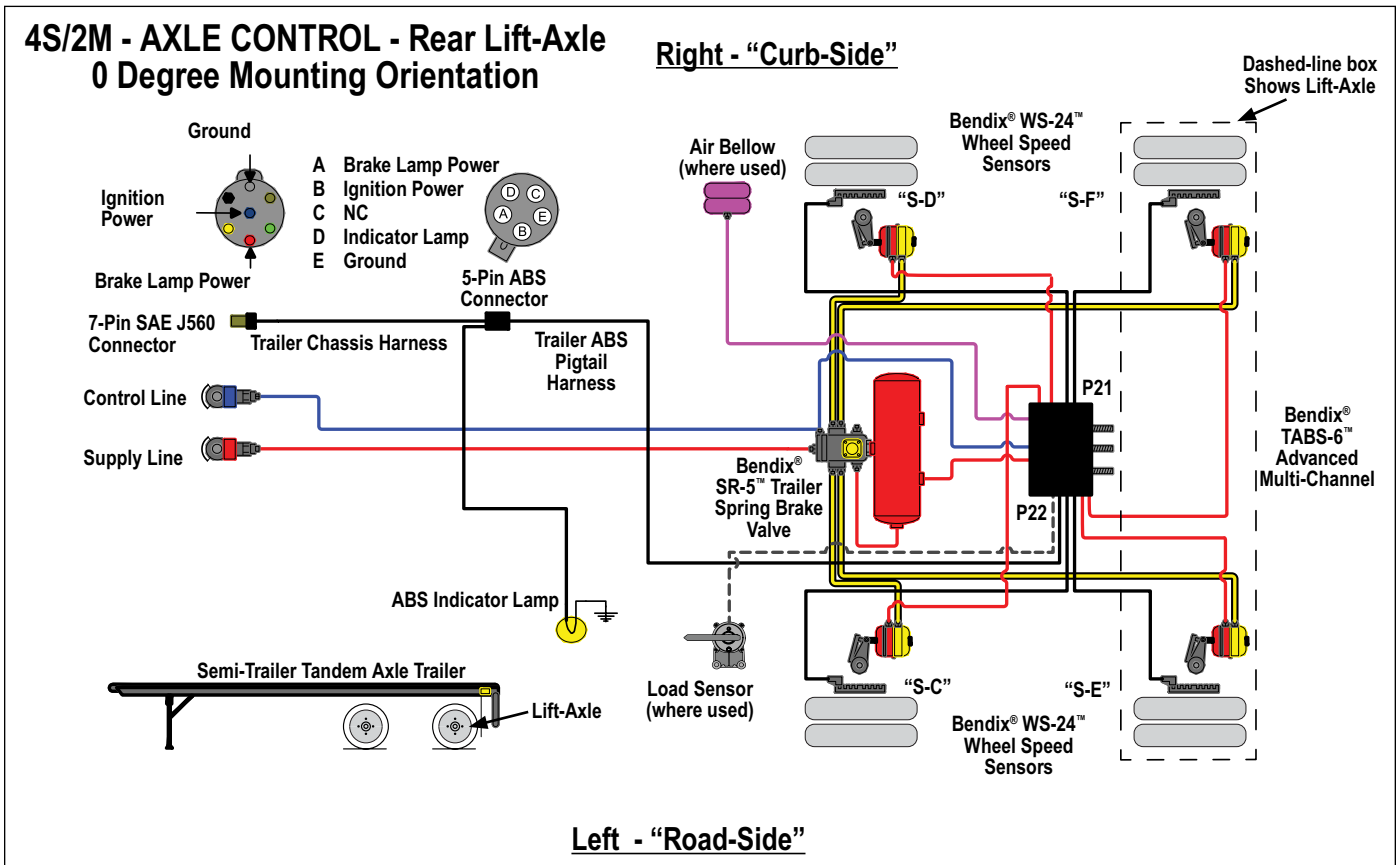 4S/2M - AXLE CONTROL - Rear Lift-Axle
0 Degree Mounting Orientation
Right - “Curb-Side”
Dashed-line box
Shows Lift-Axle
Ground
Ignition
Power
Brake Lamp Power
A Brake Lamp Power
B Ignition Power
C NC
D Indicator Lamp
E Ground
D C
A E
B
5-Pin ABS
Connector
Air Bellow
(where used)
Bendix® WS-24™
Wheel Speed
Sensors
“S-D”
“S-F”
7-Pin SAE J560
Connector
Trailer Chassis Harness
Trailer ABS
Pigtail
Harness
Control Line
Supply Line
P21
P22
Bendix®
TABS-6™
Advanced
Multi-Channel
Bendix®
SR-5™ Trailer
Spring Brake
Valve
ABS Indicator Lamp
Semi-Trailer Tandem Axle Trailer
Lift-Axle
Load Sensor
(where used)
“S-C”
“S-E”
Bendix® WS-24™
Wheel Speed
Sensors
Left - “Road-Side”